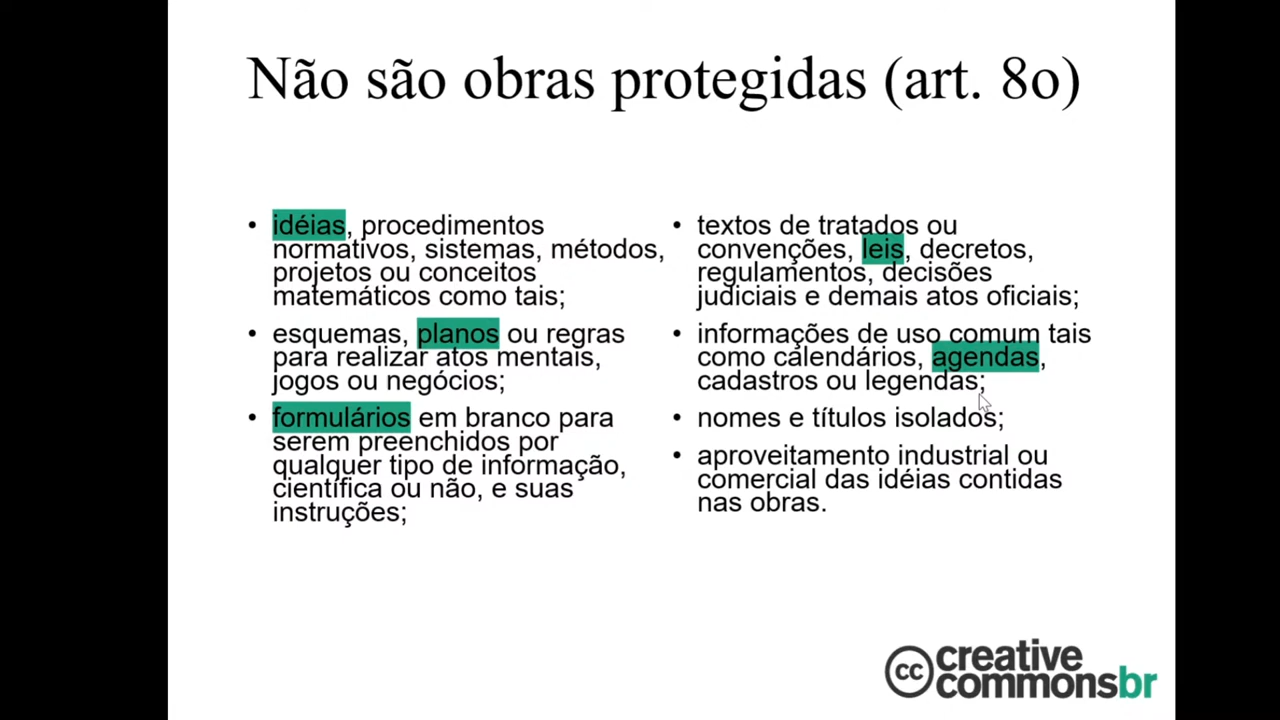 Não são obras protegidas (art. 8o)
• idéias, procedimentos
normativos, sistemas, métodos,
projetos ou conceitos
matemáticos como tais;
• esquemas, planos ou regras
para realizar atos mentais,
jogos ou negócios;
• formulários em branco para
serem preenchidos por
qualquer tipo de informação,
científica ou não, e suas
instruções;
• textos de tratados ou
convenções, leis, decretos,
regulamentos, decisões
judiciais e demais atos oficiais;
• informações de uso comum tais
como calendários, agendas,
cadastros ou legendas;
• nomes e títulos isolados;
• aproveitamento industrial ou
comercial das idéias contidas
nas obras.
cc creative
commonsbr